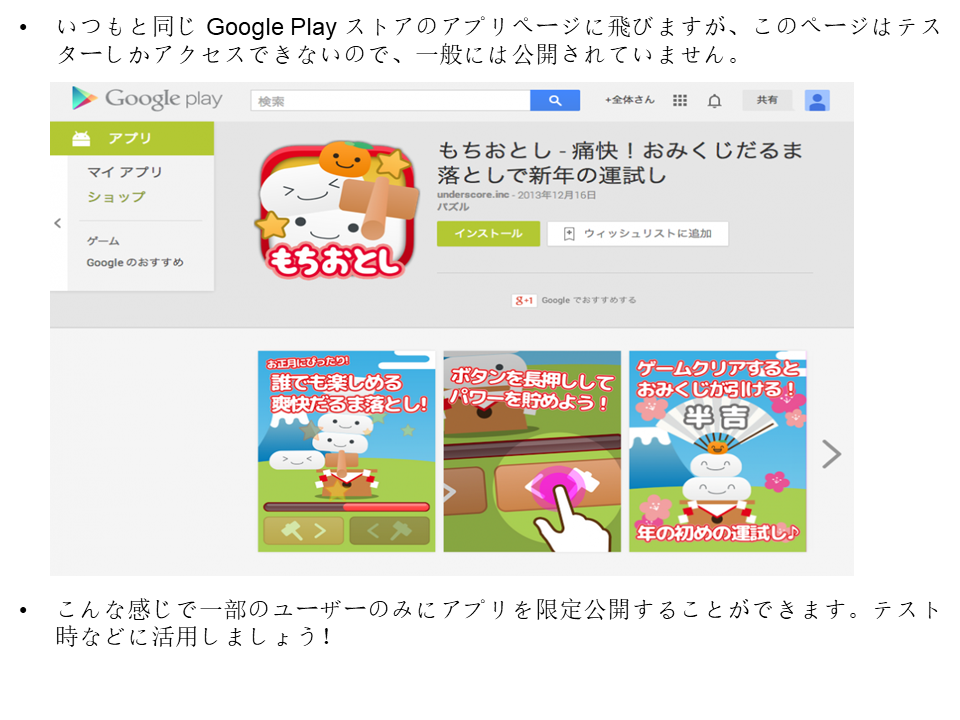 • いつもと同じ Google Play ストアのアプリページに飛びますが、このページはテス
ターしかアクセスできないので、一般には公開されていません。
Google play
検索
+全体さん
共有
アプリ
マイ アプリ
ショップ
ゲーム
Google のおすすめ
もちおとし
もちおとし - 痛快！おみくじだるま
落としで新年の運試し
underscore.inc - 2013年12月16日
パズル
インストール
ウィッシュリストに追加
g+1 Google でおすすめする
お正月にぴったり!
誰でも楽しめる
爽快だるま落とし!
ボタンを長押しして
パワーを貯めよう！
ゲームクリアすると
おみくじが引ける！
半吉
年の初めの運試し♪
• こんな感じで一部のユーザーのみにアプリを限定公開することができます。テスト
時などに活用しましょう！